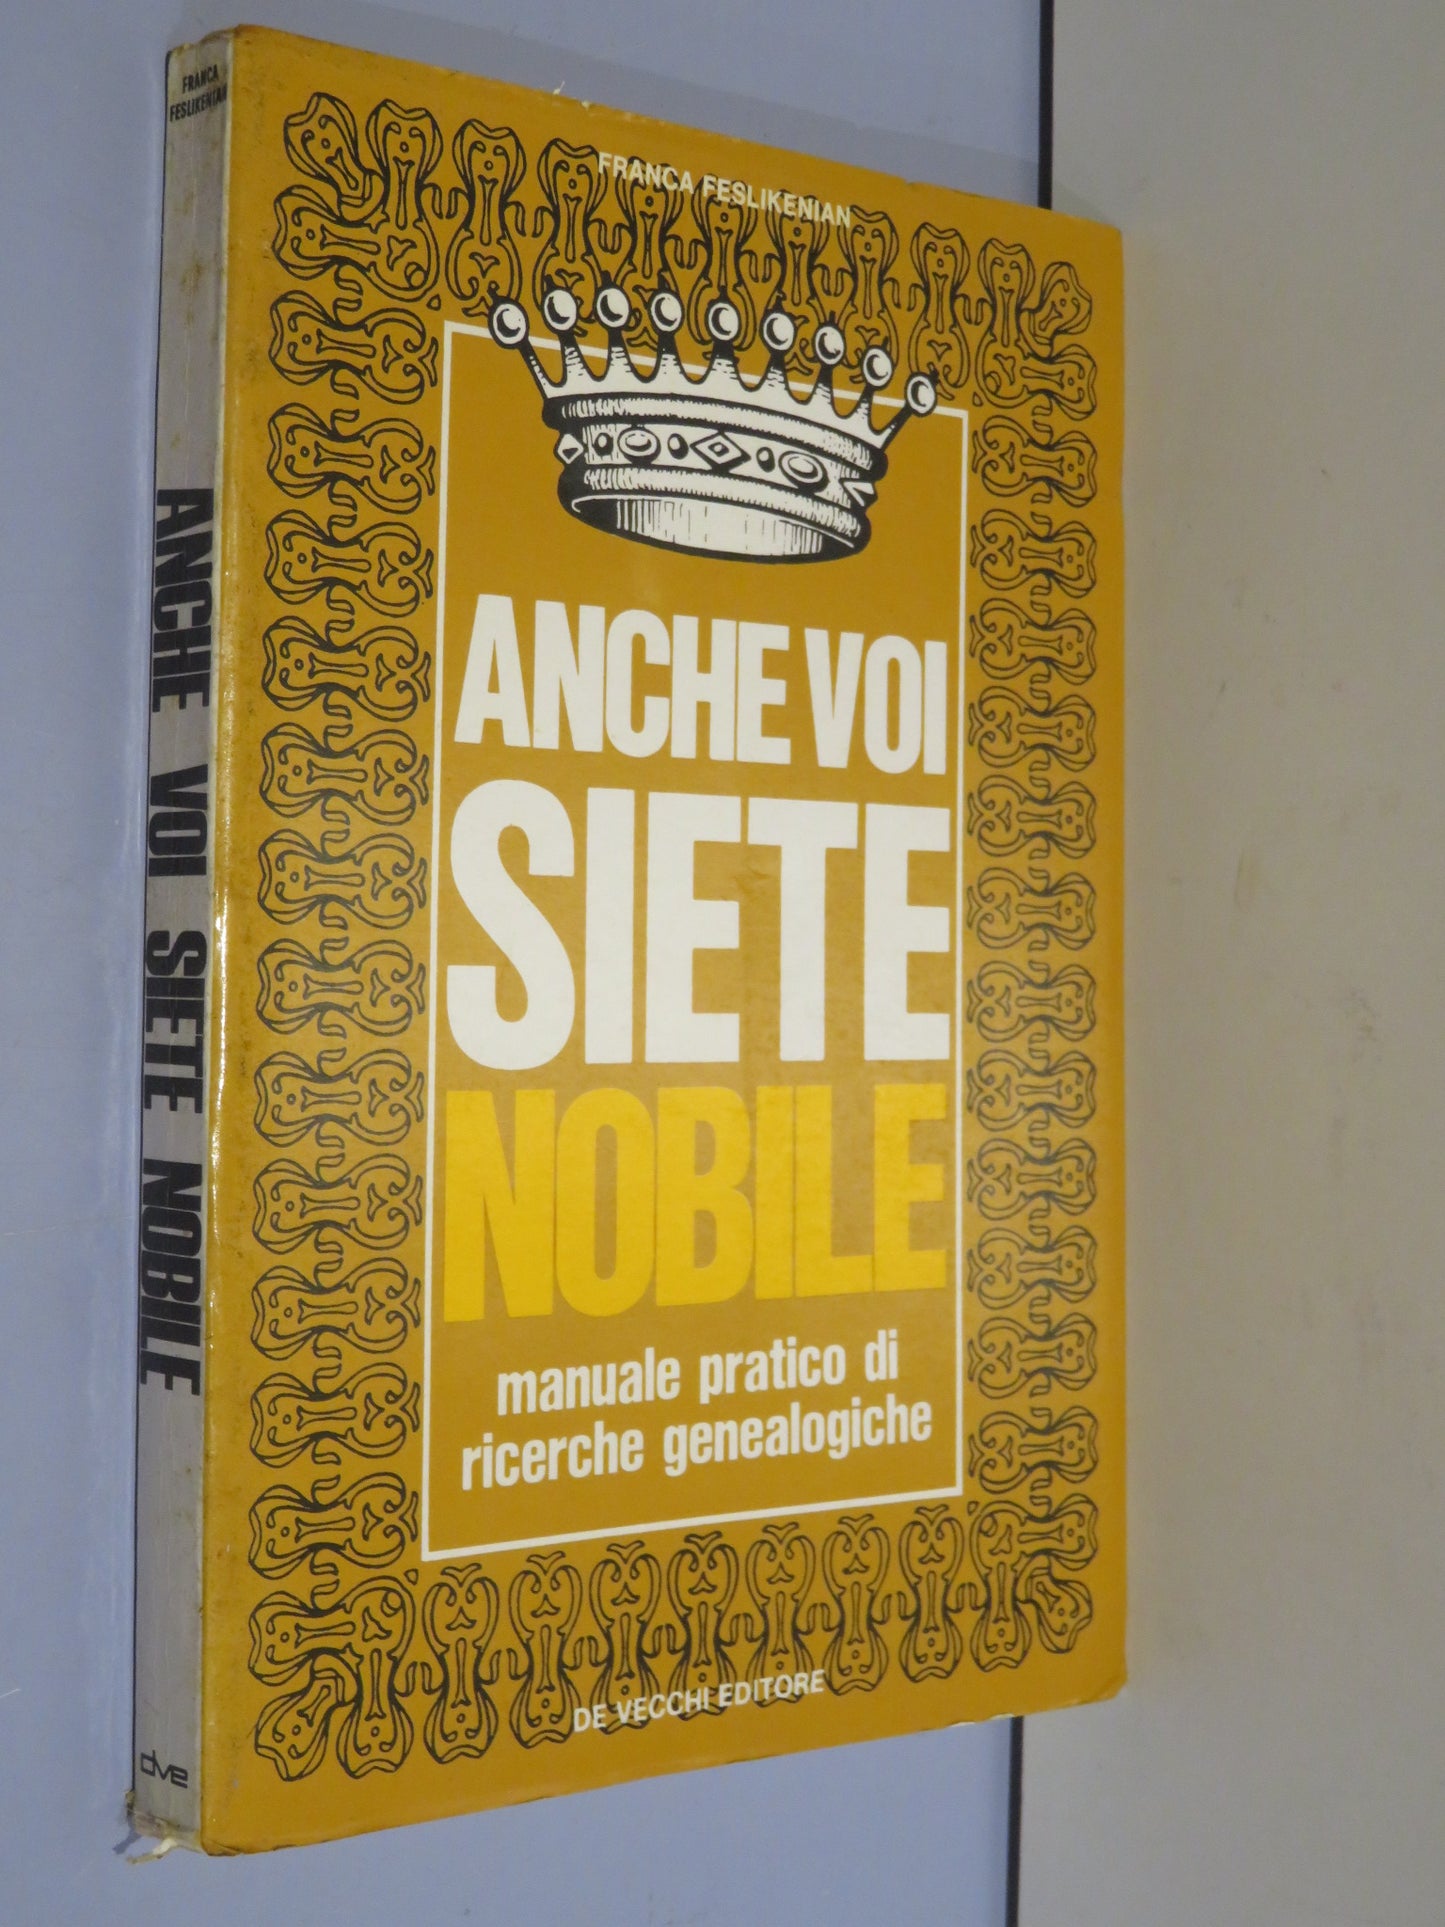 FRANCA
FESLIKENIAN
ANCHE VOI SIETE NOBILE
dve
FRANCA FESLIKENIAN
ANCHE VOI
SIETE
NOBILE
manuale pratico di
ricerche genealogiche
DE VECCHI EDITORE